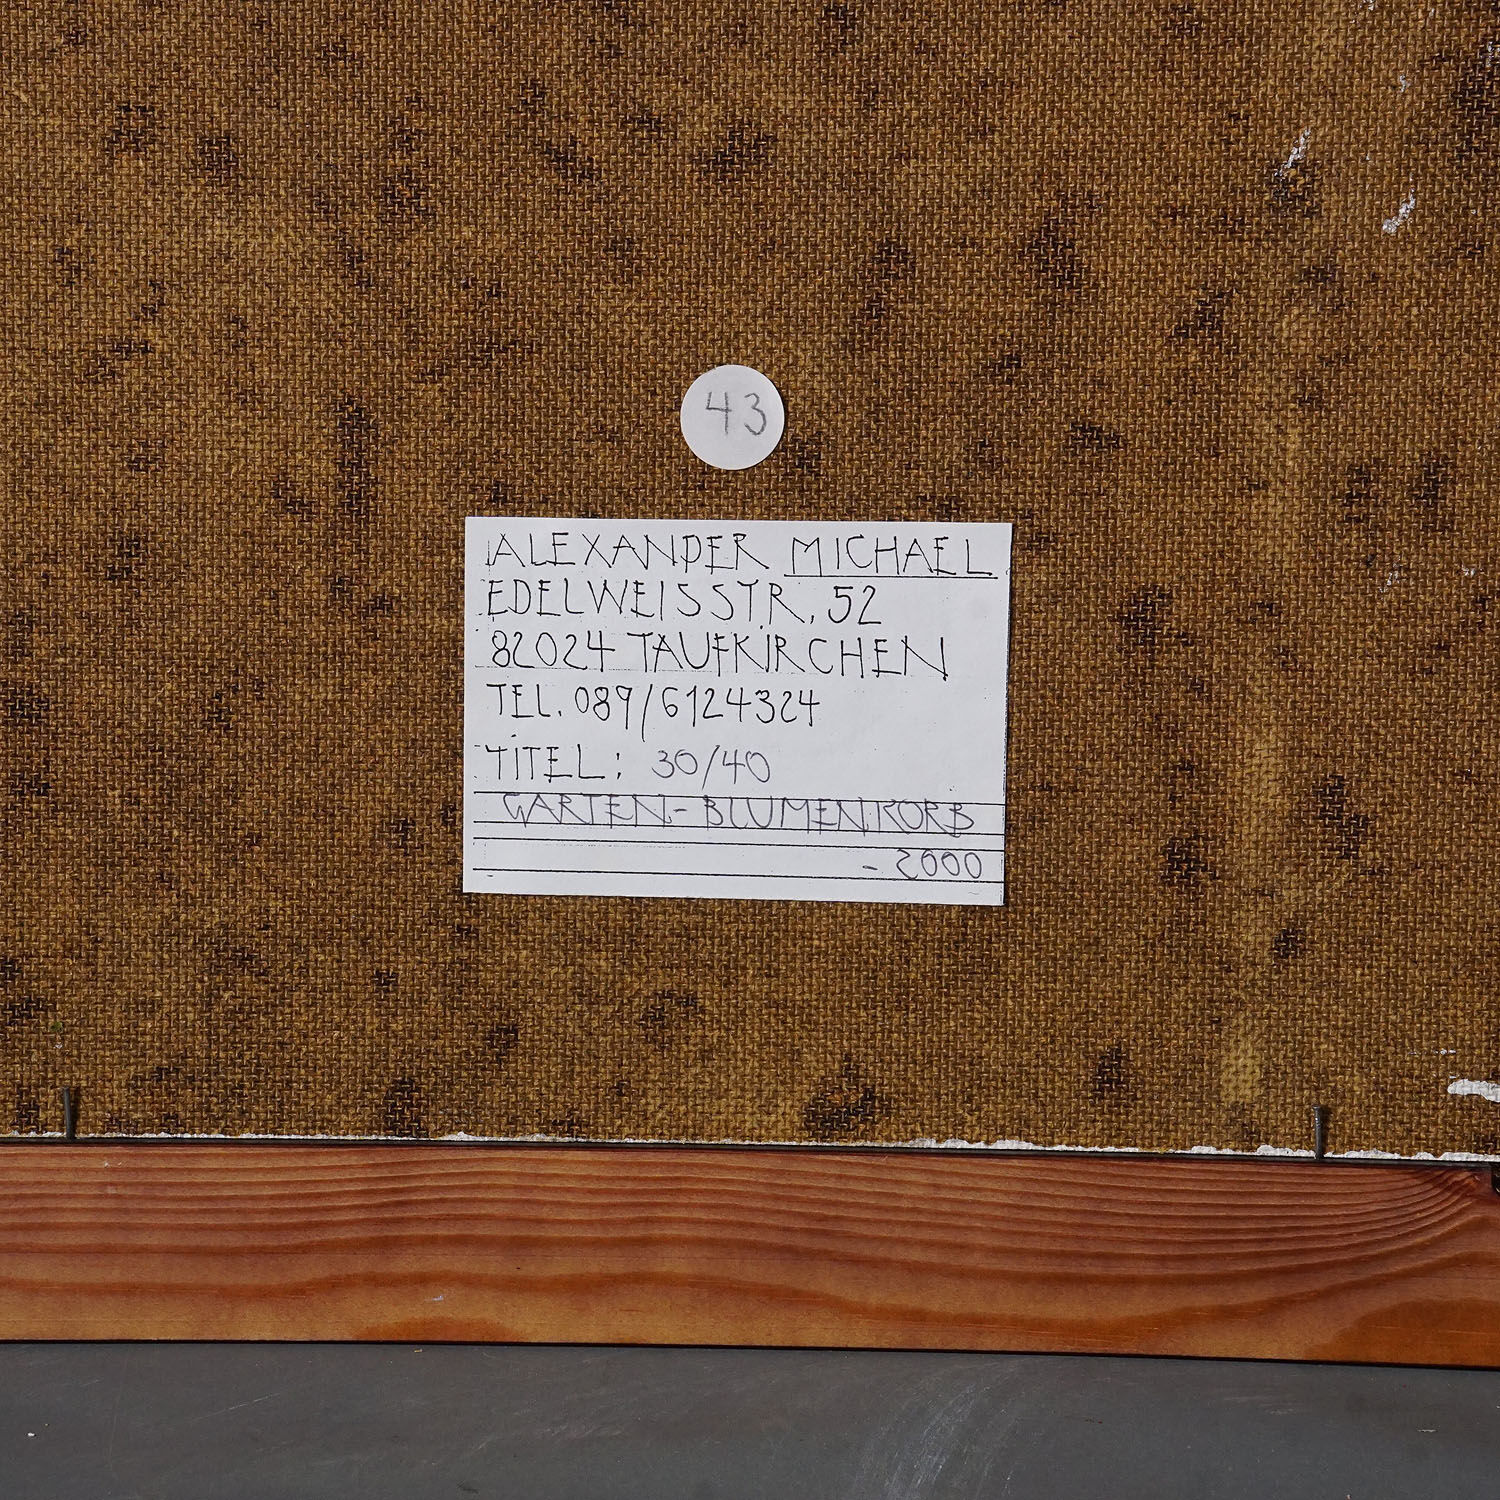 43
ALEXANDER MICHAEL
EDELWEISSSTR. 52
82024 TAUFKIRCHEN
TEL. 089/6124324
TITEL: 30/40
GARTEN-BLUMENKORB
- 2000